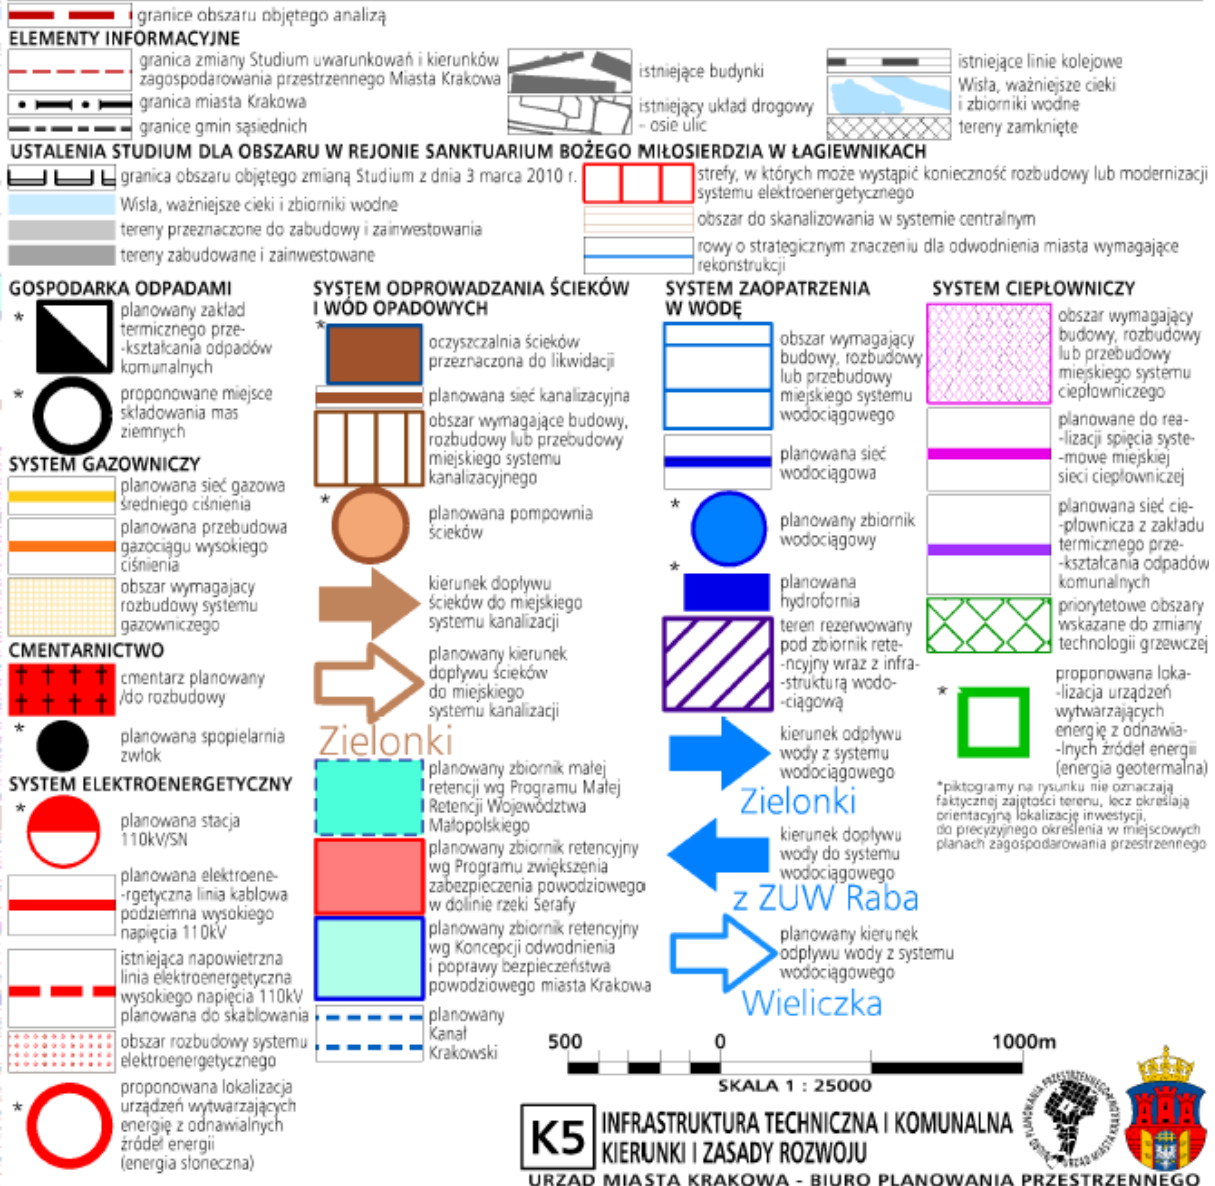 granice obszaru objętego analizą
ELEMENTY INFORMACYJNE
granica zmiany Studium uwarunkowań i kierunków
zagospodarowania przestrzennego Miasta Krakowa
granica miasta Krakowa
granice gmin sąsiednich
istniejące budynki
istniejący układ drogowy
- osie ulic
istniejące linie kolejowe
Wisła, ważniejsze cieki
i zbiorniki wodne
tereny zamknięte
USTALENIA STUDIUM DLA OBSZARU W REJONIE SANKTUARIUM BOŻEGO MIŁOSIERDZIA W ŁAGIEWNIKACH
granica obszaru objętego zmianą Studium z dnia 3 marca 2010 r.
Wisła, ważniejsze cieki i zbiorniki wodne
tereny przeznaczone do zabudowy i zainwestowania
tereny zabudowane i zainwestowane
strefy, w których może wystąpić konieczność rozbudowy lub modernizacji
systemu elektroenergetycznego
obszar do skanalizowania w systemie centralnym
rowy o strategicznym znaczeniu dla odwodnienia miasta wymagające
rekonstrukcji
GOSPODARKA ODPADAMI
*
planowany zakład
termicznego prze-
-kształcania odpadów
komunalnych
*
proponowane miejsce
składowania mas
ziemnych
SYSTEM GAZOWNICZY
planowana sieć gazowa
średniego ciśnienia
planowana przebudowa
gazociągu wysokiego
ciśnienia
obszar wymagajacy
rozbudowy systemu
gazowniczego
CMENTARNICTWO
cmentarz planowany
/do rozbudowy
*
planowana spopielarnia
zwłok
SYSTEM ELEKTROENERGETYCZNY
*
planowana stacja
110kV/SN
planowana elektroene-
-rgetyczna linia kablowa
podziemna wysokiego
napięcia 110kV
istniejąca napowietrzna
linia elektroenergetyczna
wysokiego napięcia 110kV
planowana do skablowania
obszar rozbudowy systemu
elektroenergetycznego
*
proponowana lokalizacja
urządzeń wytwarzających
energię z odnawialnych
źródeł energii
(energia słoneczna)
SYSTEM ODPROWADZANIA ŚCIEKÓW
I WÓD OPADOWYCH
*
oczyszczalnia ścieków
przeznaczona do likwidacji
planowana sieć kanalizacyjna
obszar wymagające budowy,
rozbudowy lub przebudowy
miejskiego systemu
kanalizacyjnego
*
planowana pompownia
ścieków
kierunek dopływu
ścieków do miejskiego
systemu kanalizacji
planowany kierunek
dopływu ścieków
do miejskiego
systemu kanalizacji
Zielonki
planowany zbiornik małej
retencji wg Programu Małej
Retencji Województwa
Małopolskiego
planowany zbiornik retencyjny
wg Programu zwiększenia
zabezpieczenia powodziowego
w dolinie rzeki Serafy
planowany zbiornik retencyjny
wg Koncepcji odwodnienia
i poprawy bezpieczeństwa
powodziowego miasta Krakowa
planowany
Kanał
Krakowski
SYSTEM ZAOPATRZENIA
W WODĘ
obszar wymagający
budowy, rozbudowy
lub przebudowy
miejskiego systemu
wodociągowego
planowana sieć
wodociągowa
*
planowany zbiornik
wodociągowy
*
planowana
hydrofornia
teren rezerwowany
pod zbiornik rete-
-ncyjny wraz z infra-
-strukturą wodo-
-ciągową
kierunek odpływu
wody z systemu
wodociągowego
Zielonki
kierunek dopływu
wody do systemu
wodociągowego
z ZUW Raba
planowany kierunek
odpływu wody z systemu
wodociągowego
Wieliczka
SYSTEM CIEPŁOWNICZY
obszar wymagający
budowy, rozbudowy
lub przebudowy
miejskiego systemu
ciepłowniczego
planowane do rea-
-lizacji spięcia syste-
-mowe miejskiej
sieci ciepłowniczej
planowana sieć cie-
-płownicza z zakładu
termicznego prze-
-kształcania odpadów
komunalnych
priorytetowe obszary
wskazane do zmiany
technologii grzewczej
*
proponowana loka-
-lizacja urządzeń
wytwarzających
energię z odnawia-
-lnych źródeł energii
(energia geotermalna)
*piktogramy na rysunku nie oznaczają
faktycznej zajętości terenu, lecz określają
orientacyjną lokalizację inwestycji,
do precyzyjnego określenia w miejscowych
planach zagospodarowania przestrzennego
500 0 1000m
SKALA 1 : 25000
K5
INFRASTRUKTURA TECHNICZNA I KOMUNALNA
KIERUNKI I ZASADY ROZWOJU
URZĄD MIASTA KRAKOWA - BIURO PLANOWANIA PRZESTRZENNEGO